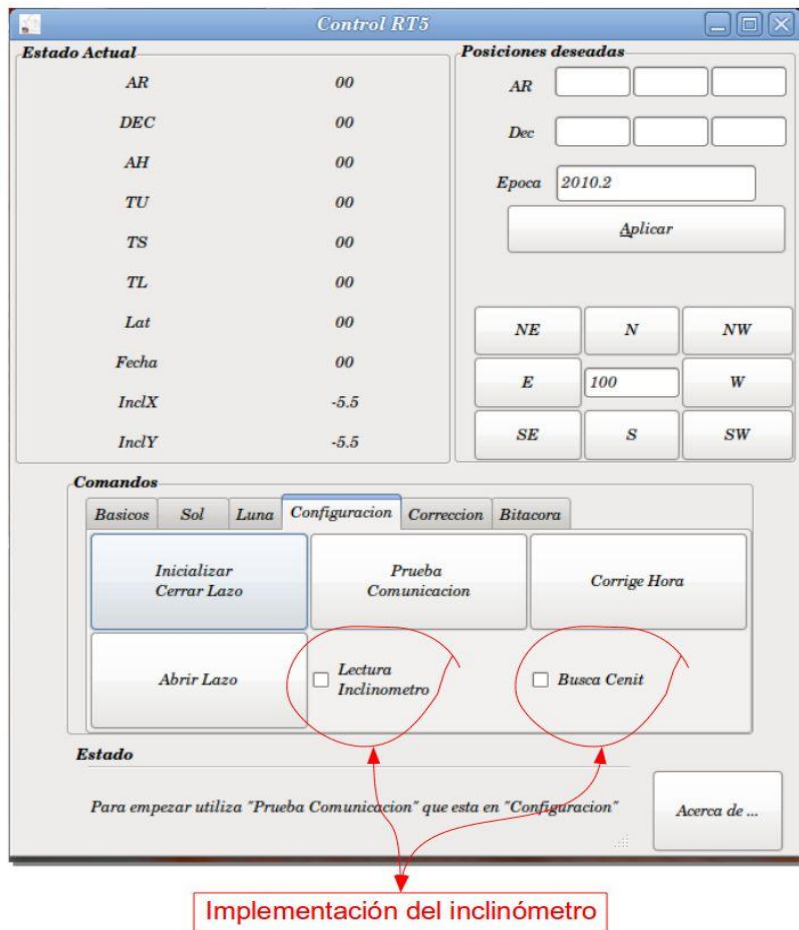 Control RT5
Estado Actual
AR 00
DEC 00
AH 00
TU 00
TS 00
TL 00
Lat 00
Fecha 00
InclX -5.5
InclY -5.5
Posiciones deseadas
AR
Dec
Epoca 2010.2
Aplicar
NE N NW
E 100 W
SE S SW
Comandos
Basicos Sol Luna Configuracion Correccion Bitacora
Inicializar
Cerrar Lazo
Prueba
Comunicacion
Corrige Hora
Abrir Lazo
Lectura
Inclinometro
Busca Cenit
Estado
Para empezar utiliza "Prueba Comunicacion" que esta en "Configuracion"
Acerca de ...
Implementación del inclinómetro